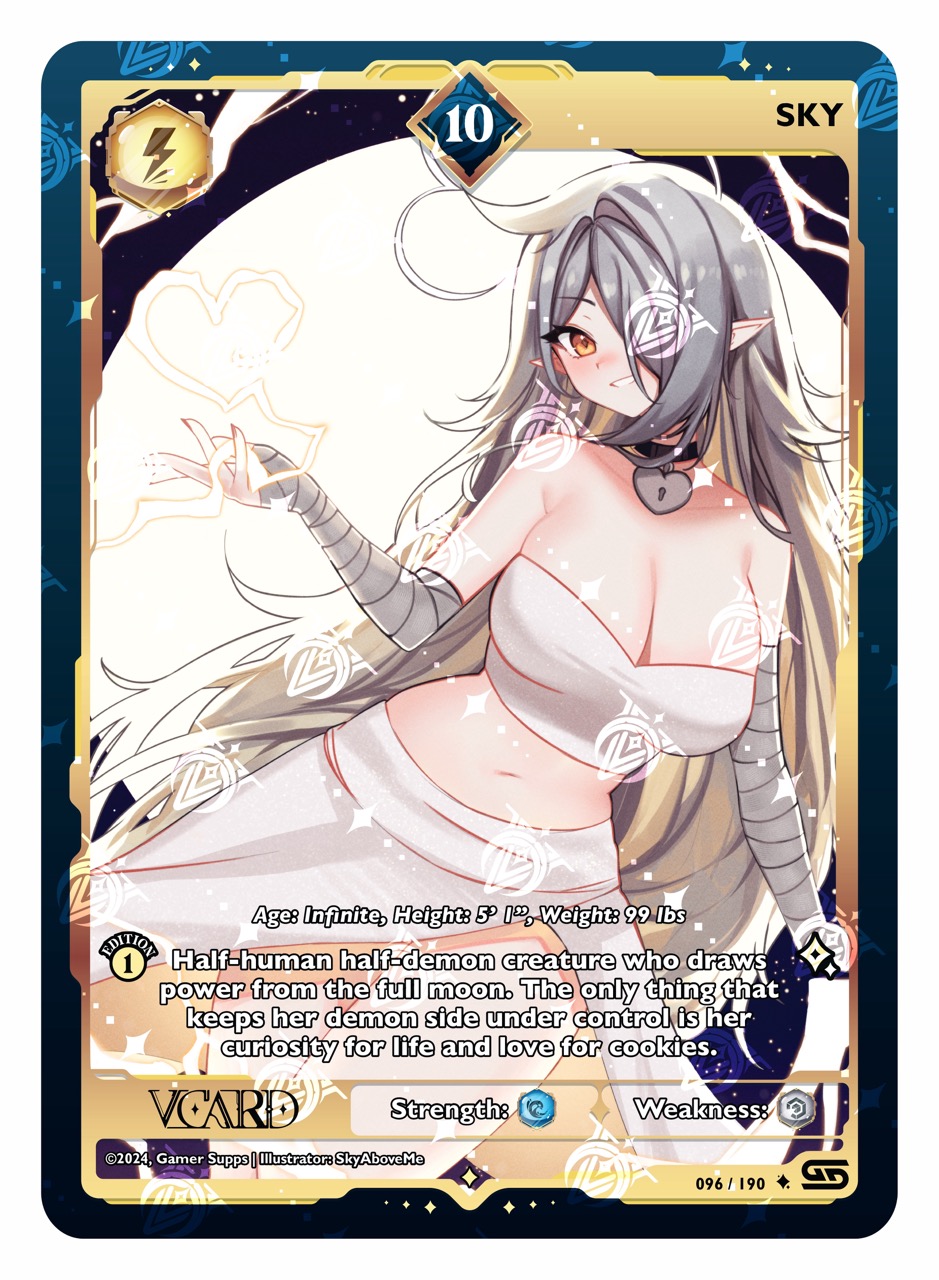 10
SKY
Age: Infinite, Height: 5’ 1”, Weight: 99 lbs
EDITION
1
Half-human half-demon creature who draws
power from the full moon. The only thing that
keeps her demon side under control is her
curiosity for life and love for cookies.
VCARD
Strength:
Weakness:
©2024, Gamer Supps | Illustrator: SkyAboveMe
096 / 190
GS